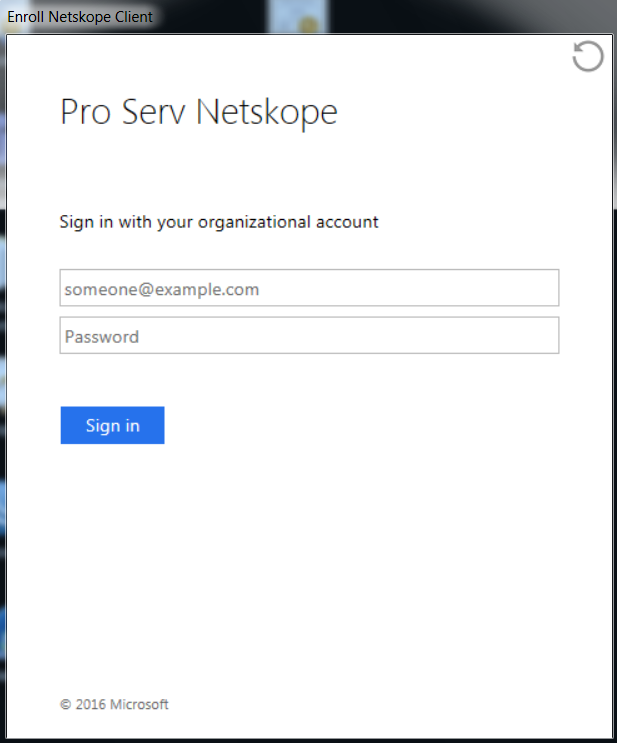 Enroll Netskope Client
Pro Serv Netskope
Sign in with your organizational account
someone@example.com
Password
Sign in
© 2016 Microsoft